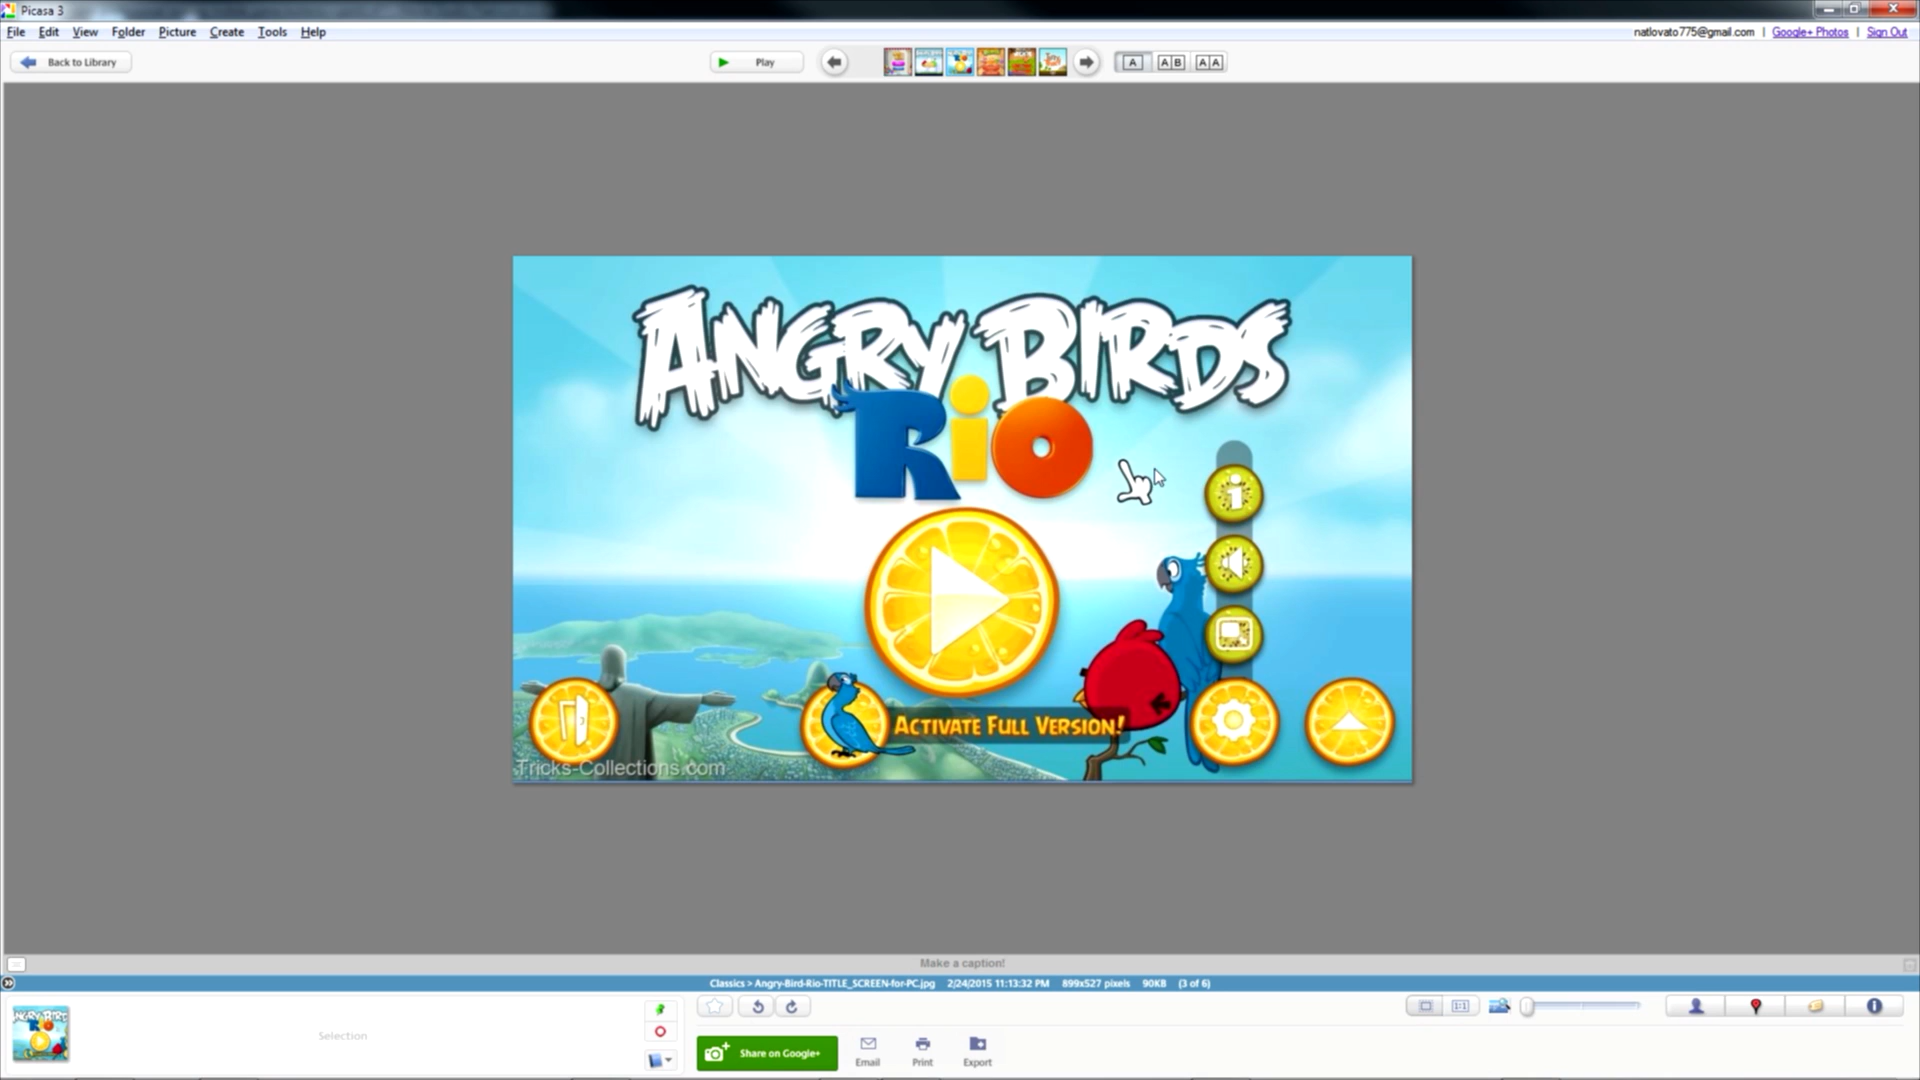 Picasa 3
File Edit View Folder Picture Create Tools Help
natlovato775@gmail.com | Google+ Photos | Sign Out
Back to Library
Play
A
A B
A A
ANGRY BIRDS
RiO
ACTIVATE FULL VERSION!
Tricks-Collections.com
Make a caption!
Classics > Angry-Bird-Rio-TITLE_SCREEN-for-PC.jpg 2/24/2015 11:13:32 PM 899x527 pixels 90KB (3 of 6)
Selection
1:1
Share on Google+
Email
Print
Export